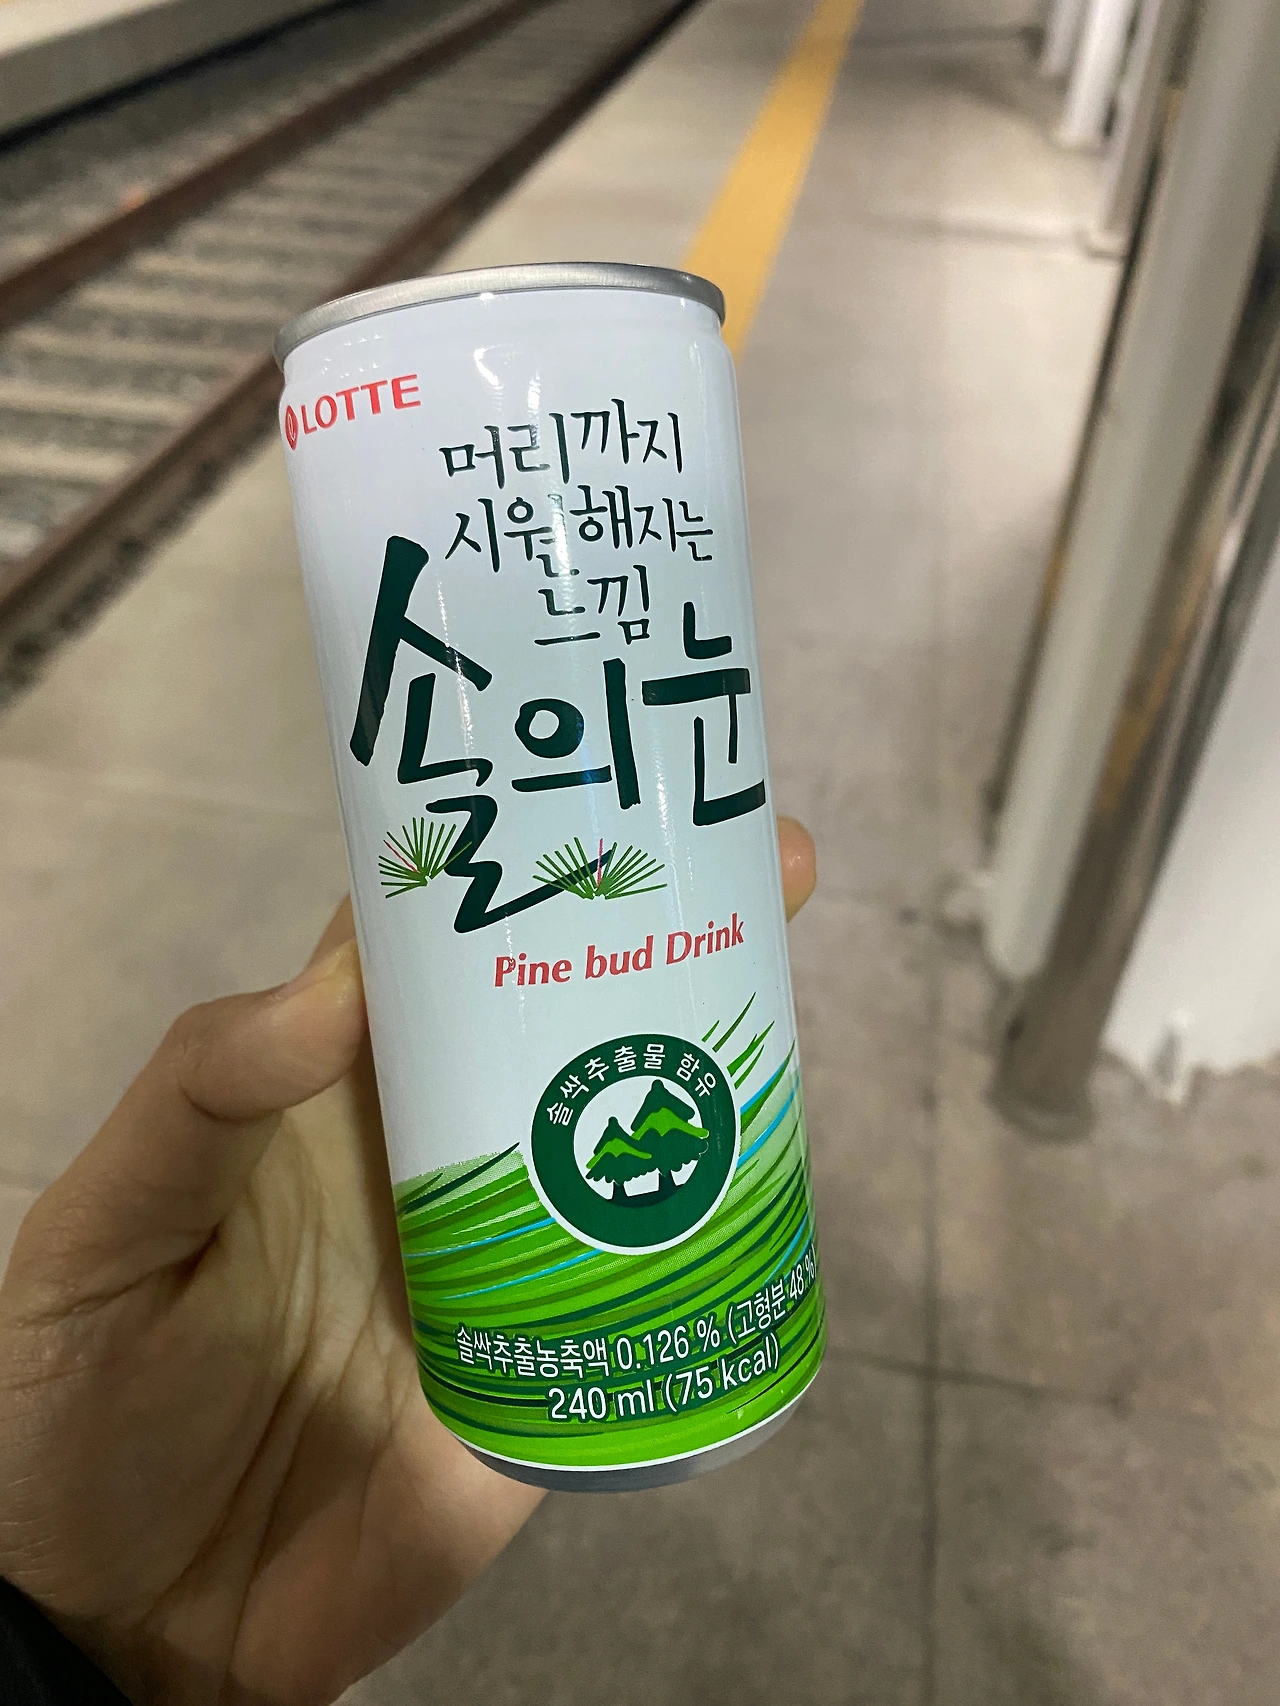 LOTTE
머리까지
시원해지는
느낌
솔의눈
Pine bud Drink
솔싹추출물 함유
솔싹추출농축액 0.126 % (고형분 48 %)
240 ml (75 kcal)